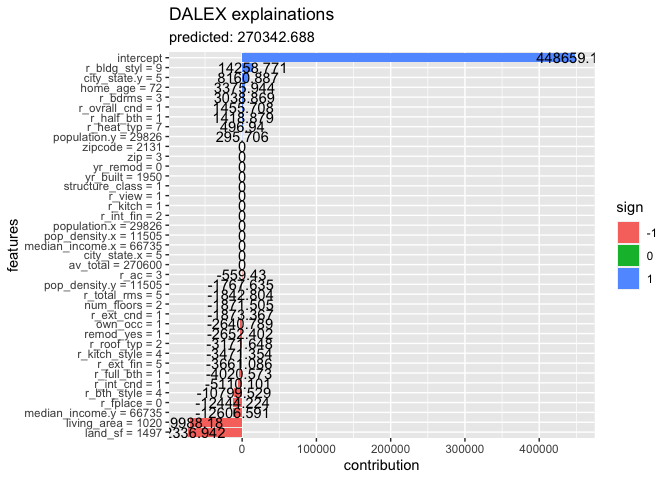 DALEX explainations
predicted: 270342.688
features
intercept 448659.1
r_bldg_styl = 9 14258.771
city_state.y = 5 8160.887
home_age = 72 3375.944
r_bdrms = 3 3038.869
r_ovrall_cnd = 1 1455.708
r_half_bth = 1 1418.879
r_heat_typ = 7 496.94
population.y = 29826 295.706
zipcode = 2131 0
zip = 3 0
yr_remod = 0 0
yr_built = 1950 0
structure_class = 1 0
r_view = 1 0
r_kitch = 1 0
r_int_fin = 2 0
population.x = 29826 0
pop_density.x = 11505 0
median_income.x = 66735 0
city_state.x = 5 0
av_total = 270600 0
r_ac = 3 -559.43
pop_density.y = 11505 -1767.635
r_total_rms = 5 -1842.804
num_floors = 2 -1871.505
r_ext_cnd = 1 -1873.367
own_occ = 1 -2640.789
remod_yes = 1 -2652.402
r_roof_typ = 2 -3171.648
r_kitch_style = 4 -3471.354
r_ext_fin = 5 -3661.086
r_full_bth = 1 -4020.573
r_int_cnd = 1 -5110.101
r_bth_style = 4 -10799.529
r_fplace = 0 -12444.224
median_income.y = 66735 -12606.591
living_area = 1020 9988.18
land_sf = 1497 336.942
0 100000 200000 300000 400000
contribution
sign
-1
0
1